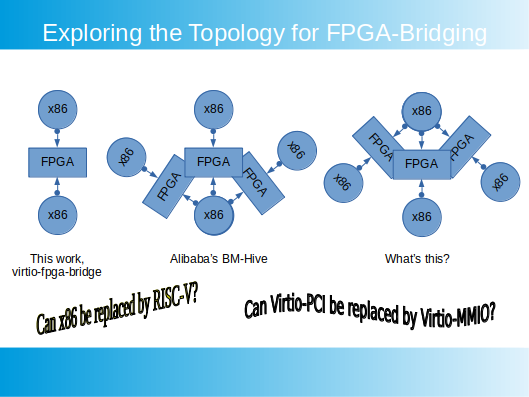 Exploring the Topology for FPGA-Bridging
x86
FPGA
x86
This work,
virtio-fpga-bridge
x86
x86
x86
FPGA
FPGA
FPGA
x86
Alibaba's BM-Hive
x86
FPGA
FPGA
FPGA
x86
x86
x86
What's this?
Can x86 be replaced by RISC-V?
Can Virtio-PCI be replaced by Virtio-MMIO?